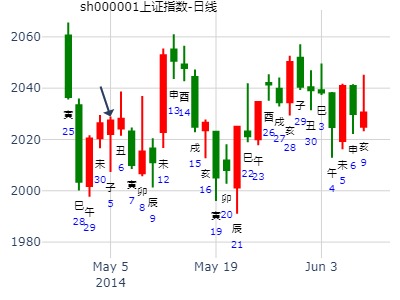 sh000001上证指数-日线
2060
2040
2020
2000
1980
寅
25
巳
28
午
29
未
30
子
5
丑
6
寅
7
卯
8
辰
9
未
12
申
13
酉
14
戌
15
亥
16
寅
19
卯
20
辰
21
巳
22
午
23
酉
26
戌
27
亥
28
子
29
丑
30
巳
3
午
4
未
5
申
6
亥
9
May 5
2014
May 19
Jun 3